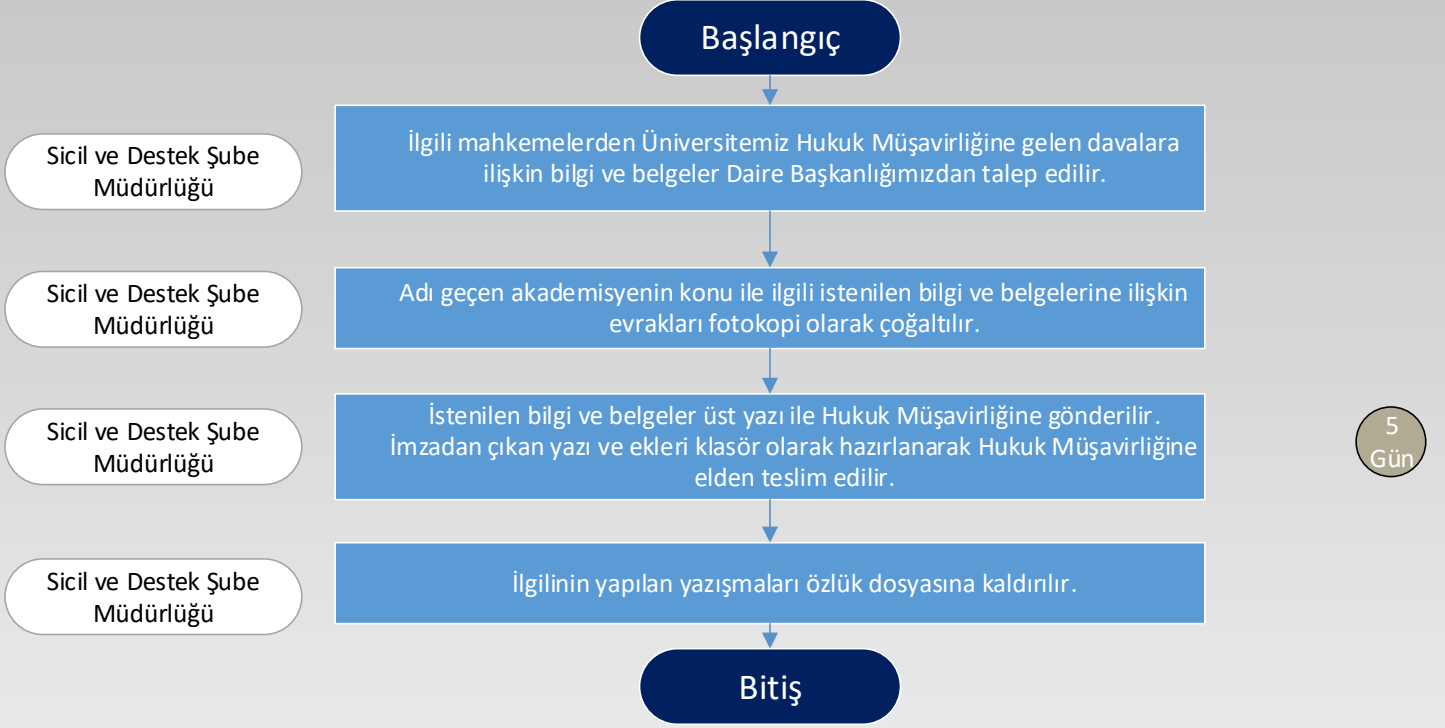 Başlangıç
Sicil ve Destek Şube
Müdürlüğü
İlgili mahkemelerden Üniversitemiz Hukuk Müşavirliğine gelen davalara
ilişkin bilgi ve belgeler Daire Başkanlığımızdan talep edilir.
Sicil ve Destek Şube
Müdürlüğü
Adı geçen akademisyenin konu ile ilgili istenilen bilgi ve belgelerine ilişkin
evrakları fotokopi olarak çoğaltılır.
Sicil ve Destek Şube
Müdürlüğü
İstenilen bilgi ve belgeler üst yazı ile Hukuk Müşavirliğine gönderilir.
İmzadan çıkan yazı ve ekleri klasör olarak hazırlanarak Hukuk Müşavirliğine
elden teslim edilir.
5
Gün
Sicil ve Destek Şube
Müdürlüğü
İlgilinin yapılan yazışmaları özlük dosyasına kaldırılır.
Bitiş